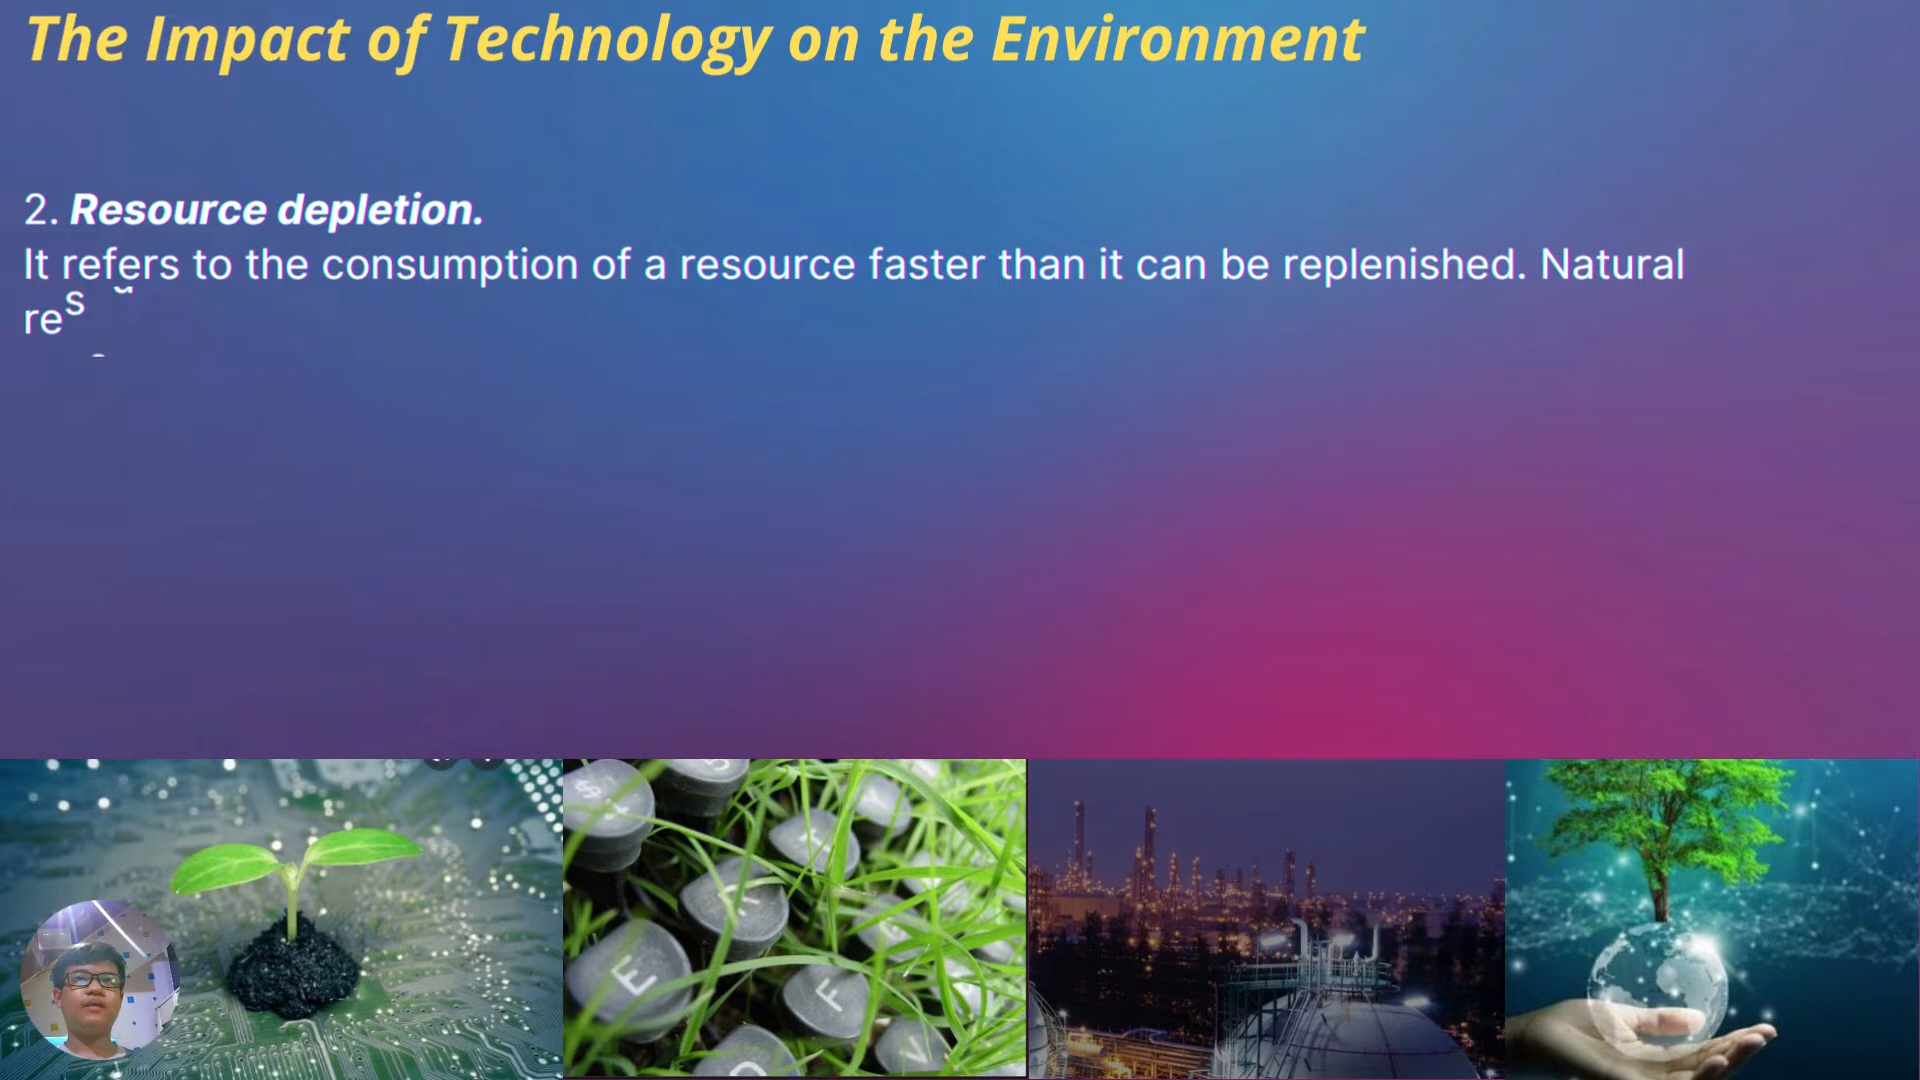 The Impact of Technology on the Environment
2. Resource depletion.
It refers to the consumption of a resource faster than it can be replenished. Natural
res